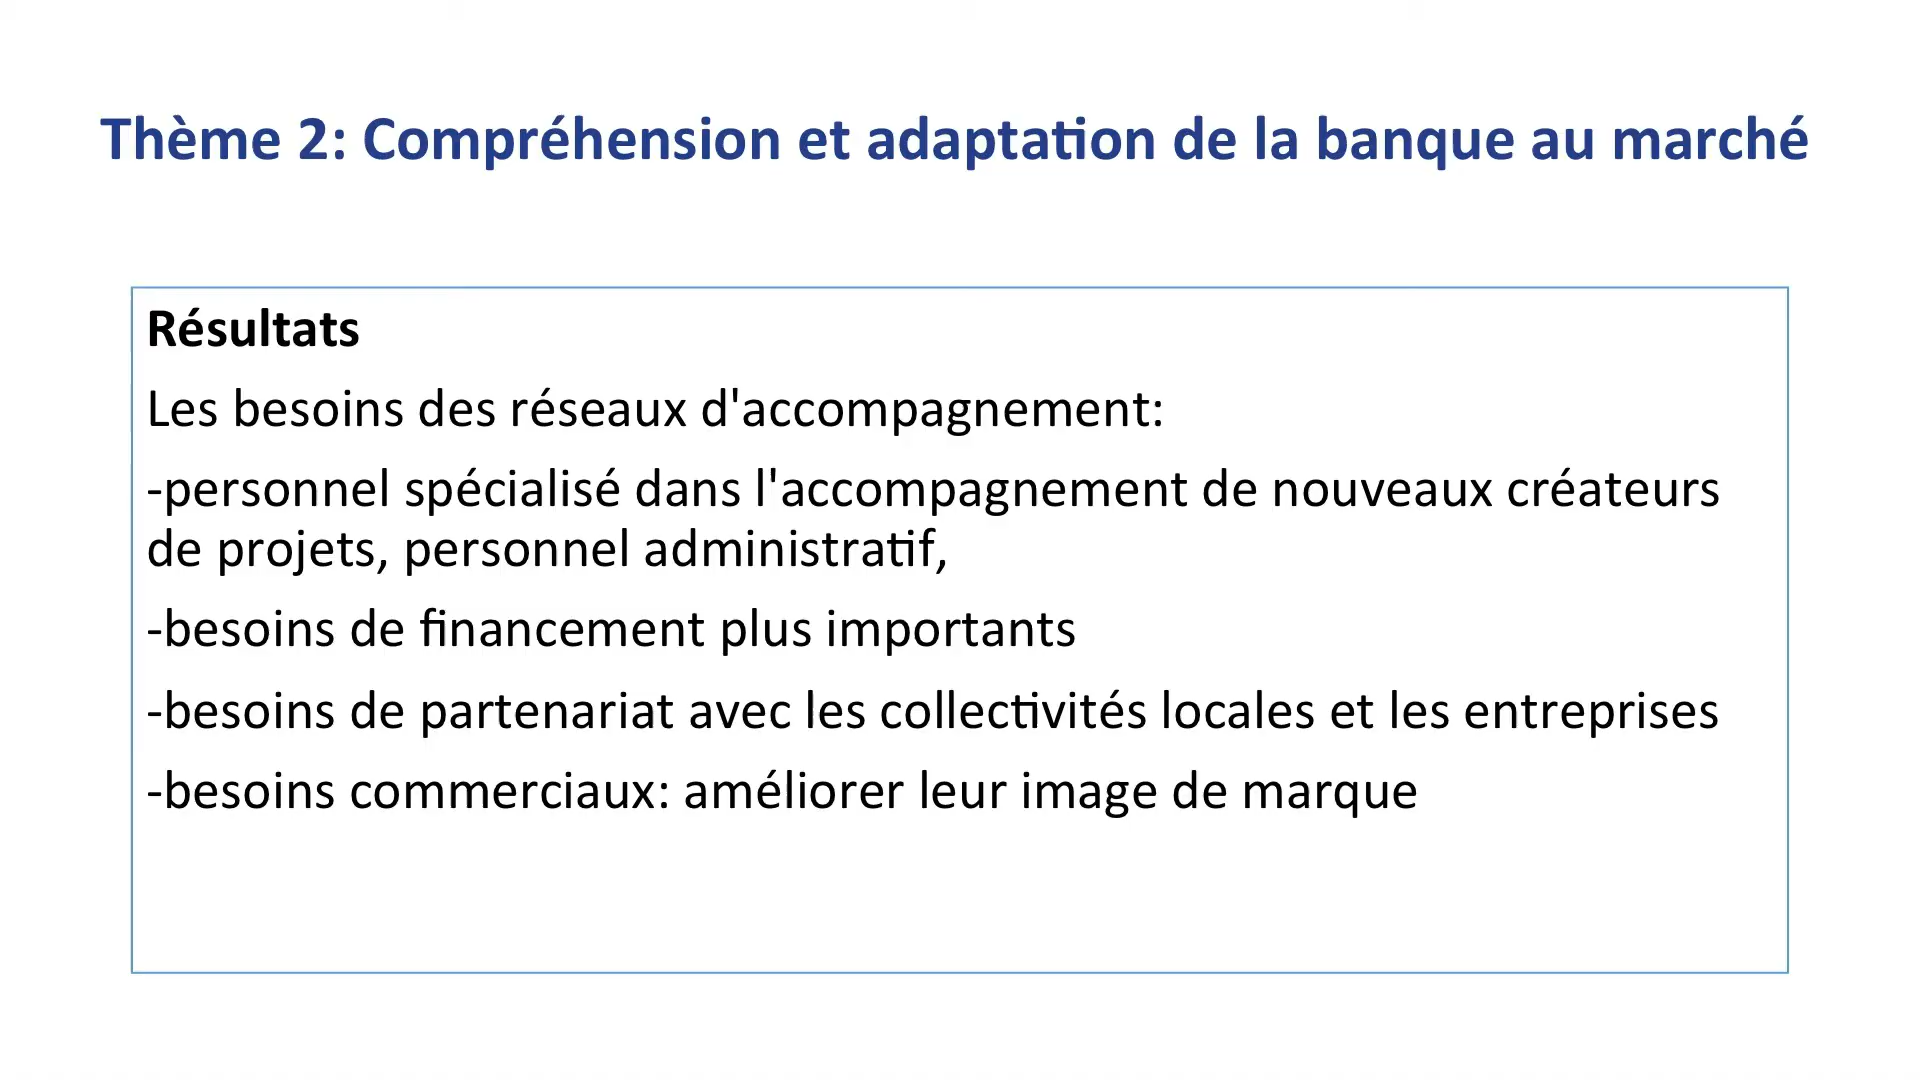 Thème 2: Compréhension et adaptation de la banque au marché
Résultats
Les besoins des réseaux d'accompagnement:
-personnel spécialisé dans l'accompagnement de nouveaux créateurs
de projets, personnel administratif,
-besoins de financement plus importants
-besoins de partenariat avec les collectivités locales et les entreprises
-besoins commerciaux: améliorer leur image de marque